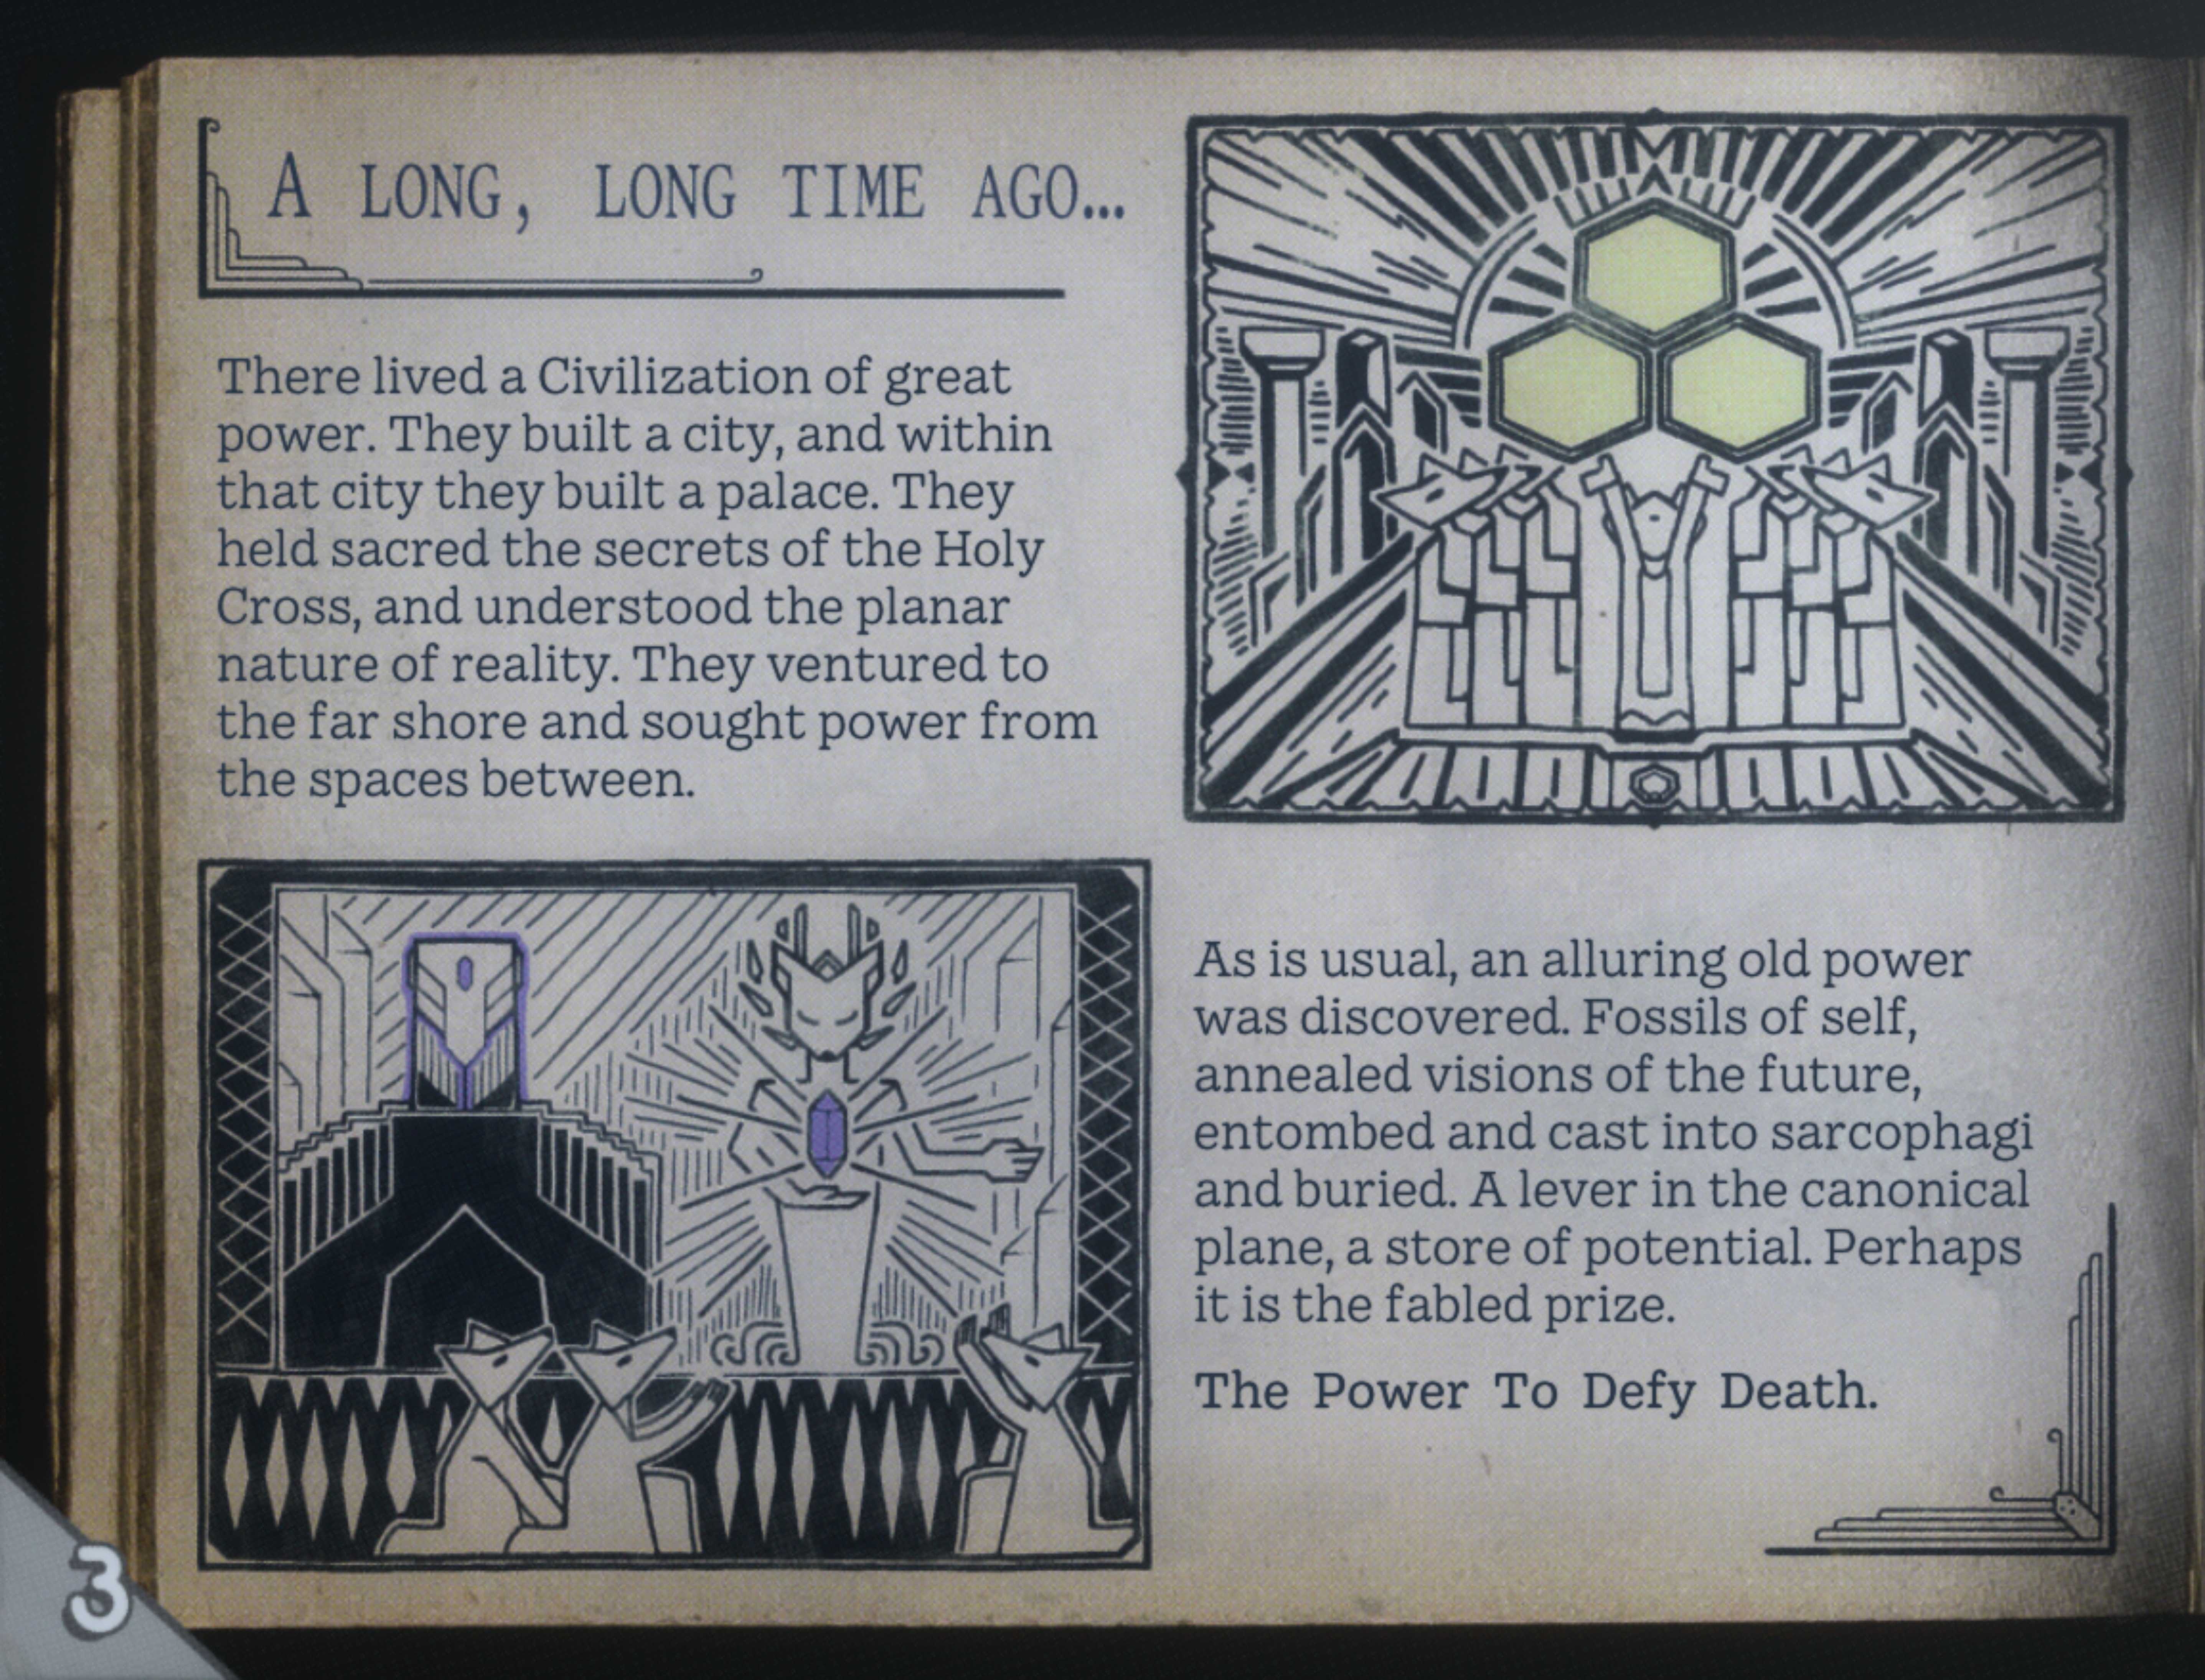 A LONG, LONG TIME AGO...
There lived a Civilization of great
power. They built a city, and within
that city they built a palace. They
held sacred the secrets of the Holy
Cross, and understood the planar
nature of reality. They ventured to
the far shore and sought power from
the spaces between.
As is usual, an alluring old power
was discovered. Fossils of self,
annealed visions of the future,
entombed and cast into sarcophagi
and buried. A lever in the canonical
plane, a store of potential. Perhaps
it is the fabled prize.
The Power To Defy Death.
3